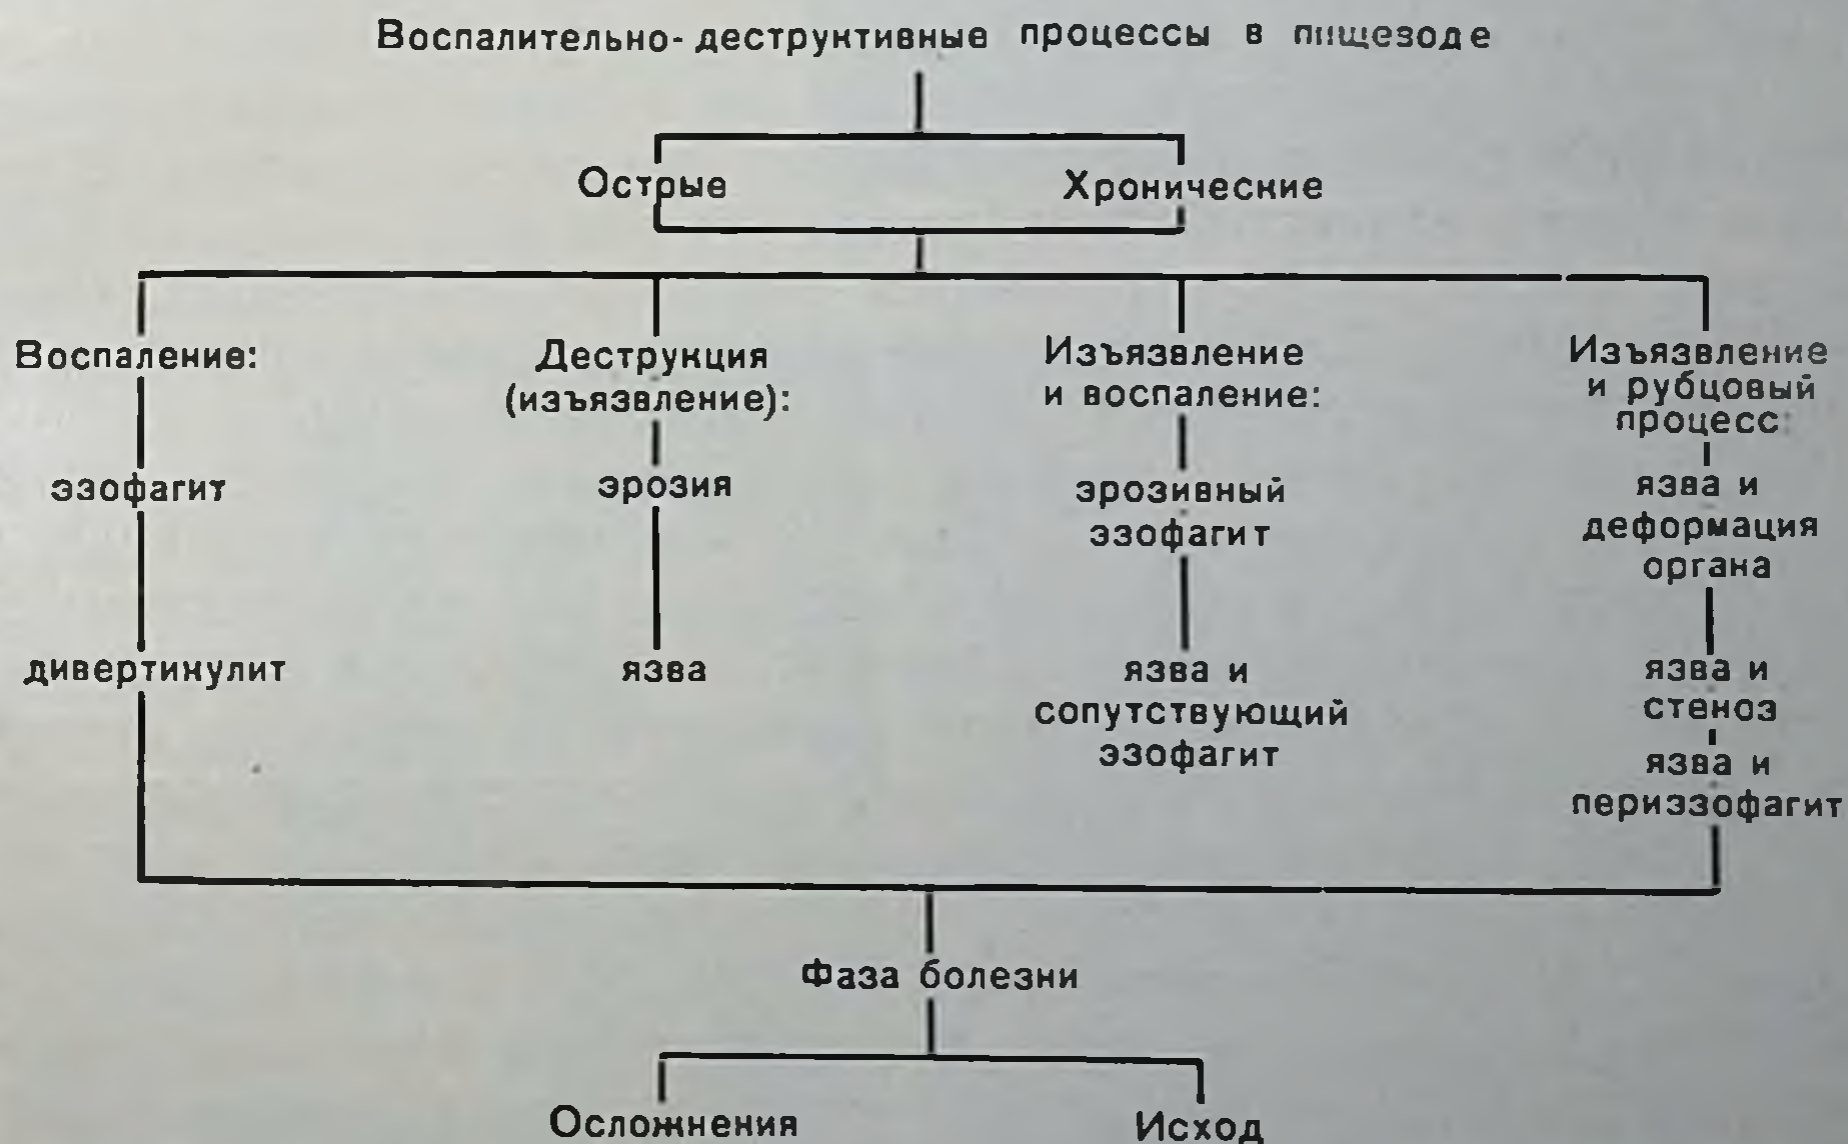 Воспалительно-деструктивные процессы в пищеводе
Острые
Хронические
Воспаление:
эзофагит
дивертикулит
Деструкция
(изъязвление):
эрозия
язва
Изъязвление
и воспаление:
эрозивный
эзофагит
язва и
сопутствующий
эзофагит
Изъязвление
и рубцовый
процесс:
язва и
деформация
органа
язва и
стеноз
язва и
периэзофагит
Фаза болезни
Осложнения
Исход